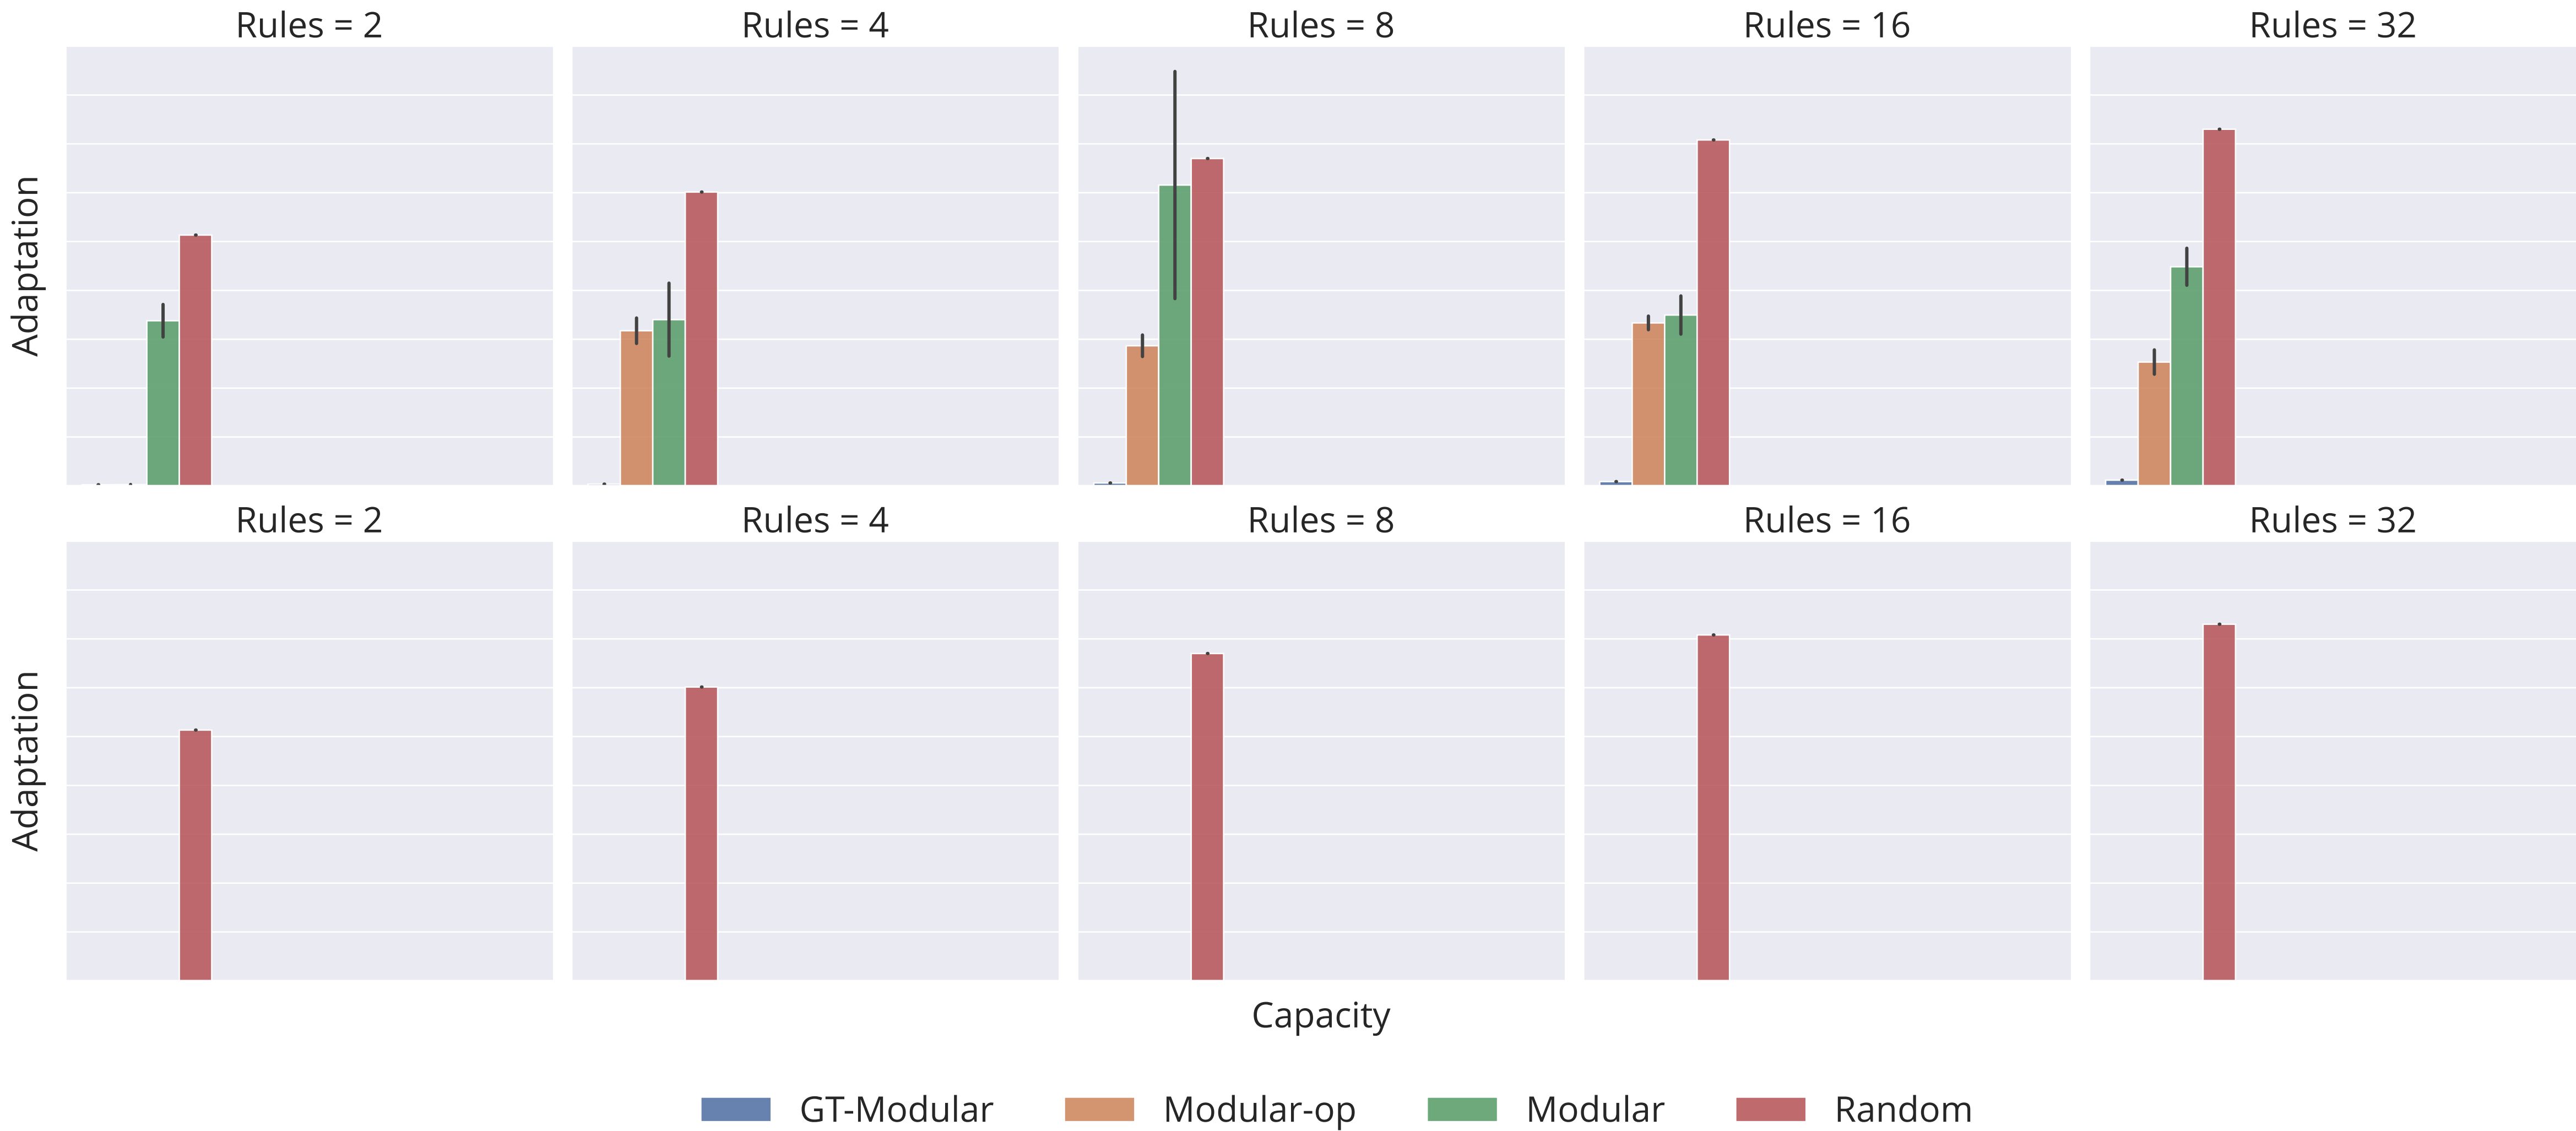 Rules = 2
Rules = 4
Rules = 8
Rules = 16
Rules = 32
Adaptation
Rules = 2
Rules = 4
Rules = 8
Rules = 16
Rules = 32
Adaptation
Capacity
GT-Modular
Modular-op
Modular
Random